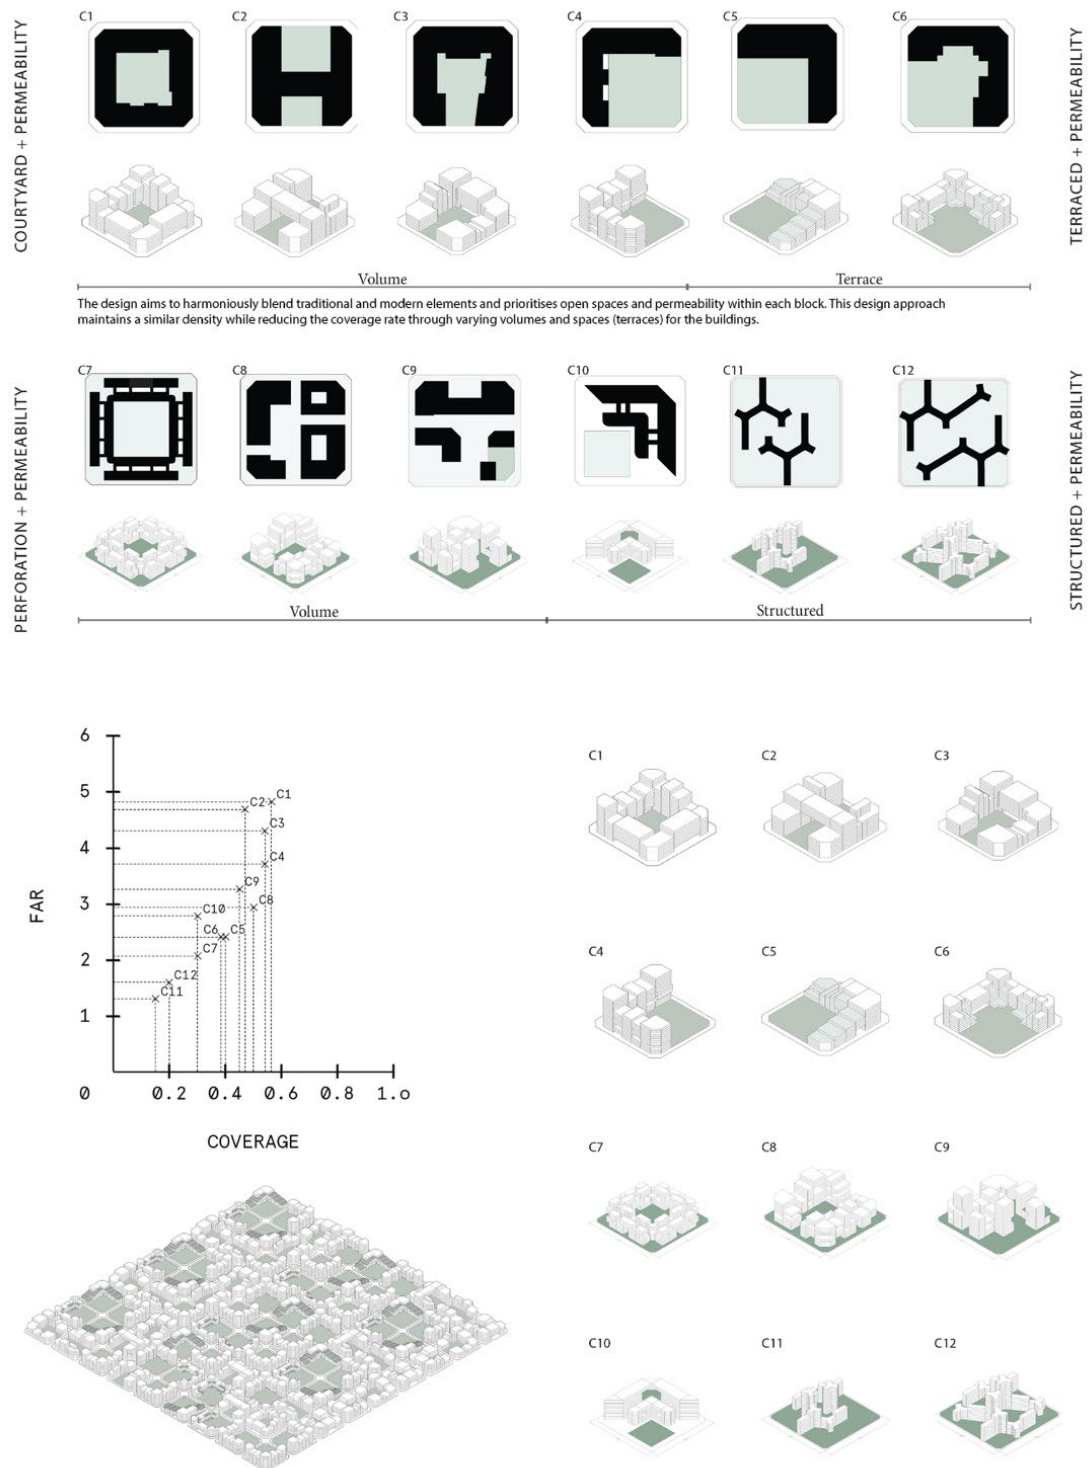 COURTYARD + PERMEABILITY
C1 C2 C3 C4 C5 C6
TERRACED + PERMEABILITY
Volume Terrace
The design aims to harmoniously blend traditional and modern elements and prioritises open spaces and permeability within each block. This design approach
maintains a similar density while reducing the coverage rate through varying volumes and spaces (terraces) for the buildings.
PERFORATION + PERMEABILITY
C7 C8 C9 C10 C11 C12
STRUCTURED + PERMEABILITY
Volume Structured
FAR
6
5
4
3
2
1
C1
C2
C3
C4
C9
C8
C10
C6 C5
C7
C12
C11
0 0.2 0.4 0.6 0.8 1.o
COVERAGE
C1 C2 C3
C4 C5 C6
C7 C8 C9
C10 C11 C12